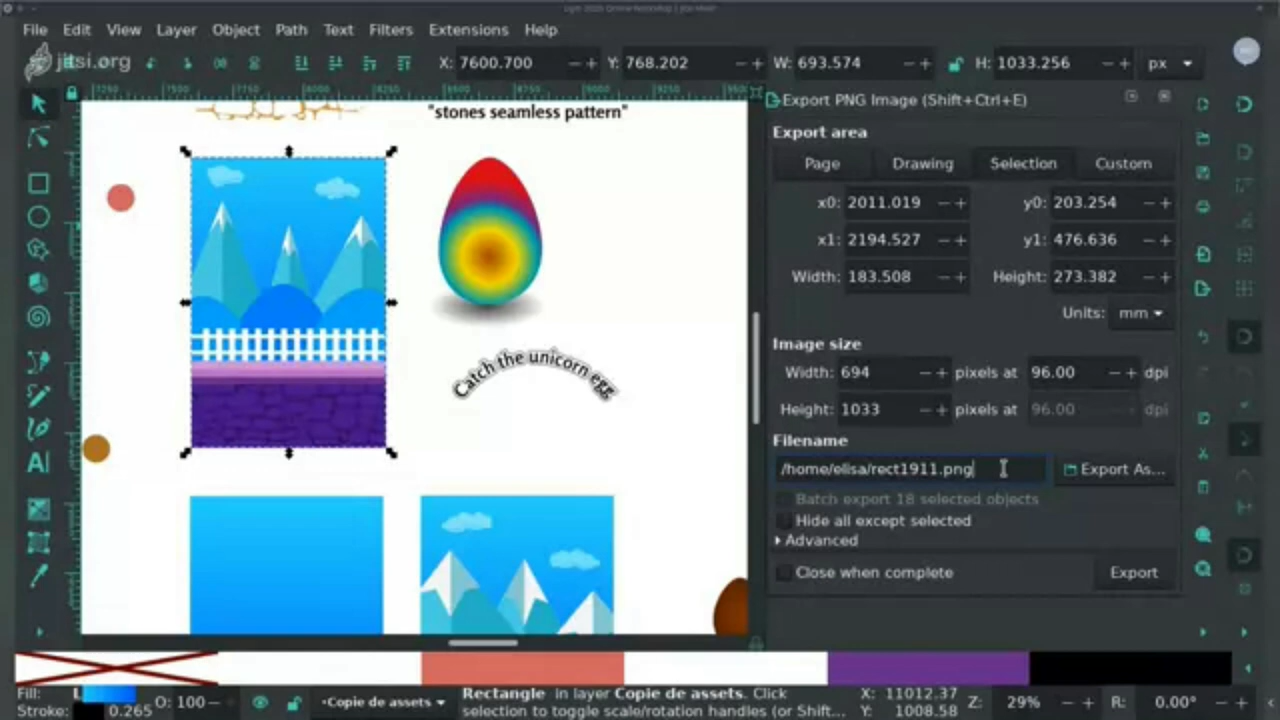 File Edit View Layer Object Path Text Filters Extensions Help
jitsi.org
X: 7600.700 − + Y: 768.202 − + W: 693.574 − + H: 1033.256 − + px
Export PNG Image (Shift+Ctrl+E)
"stones seamless pattern"
Export area
Page Drawing Selection Custom
x0: 2011.019 − + y0: 203.254 − +
x1: 2194.527 − + y1: 476.636 − +
Width: 183.508 − + Height: 273.382 − +
Units: mm
Image size
Catch the unicorn egg
Width: 694 − + pixels at 96.00 − + dpi
Height: 1033 − + pixels at 96.00 dpi
Filename
/home/elisa/rect1911.png Export As...
Batch export 18 selected objects
Hide all except selected
Advanced
Close when complete Export
Fill: L O: 100 − Copie de assets Rectangle in layer Copie de assets. Click X: 11012.37 Z: 29% − + R: 0.00° − +
Stroke: 0.265 selection to toggle scale/rotation handles (or Shift... Y: 1008.58